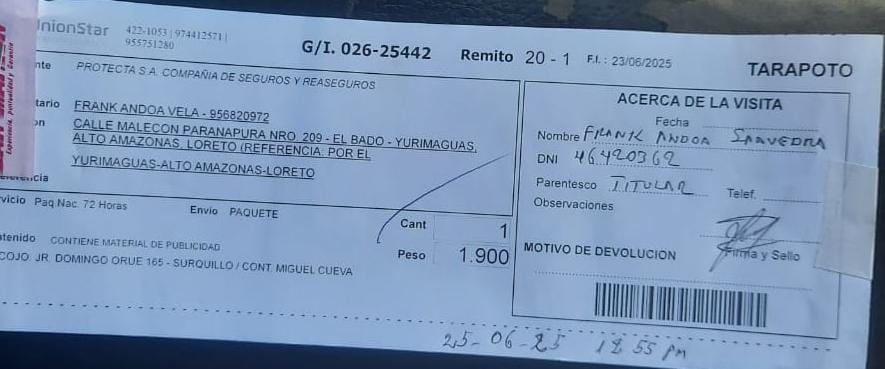 UnionStar
422-1053 | 974412571 |
955751280
G/I. 026-25442
Remito 20 - 1
F.I. : 23/06/2025
TARAPOTO
nte PROTECTA S.A. COMPAÑIA DE SEGUROS Y REASEGUROS
tario FRANK ANDOA VELA - 956820972
on CALLE MALECON PARANAPURA NRO. 209 - EL BADO - YURIMAGUAS,
ALTO AMAZONAS, LORETO (REFERENCIA: POR EL
YURIMAGUAS-ALTO AMAZONAS-LORETO
eferencia
vicio Paq.Nac. 72 Horas
Envio PAQUETE
Cant 1
Peso 1.900
tenido CONTIENE MATERIAL DE PUBLICIDAD
COJO: JR. DOMINGO ORUE 165 - SURQUILLO / CONT. MIGUEL CUEVA
ACERCA DE LA VISITA
Fecha
Nombre FRANK ANDOA SAAVEDRA
DNI 46420362
Parentesco TITULAR Telef.
Observaciones
Firma y Sello
MOTIVO DE DEVOLUCION
25-06-25 12 55 pm